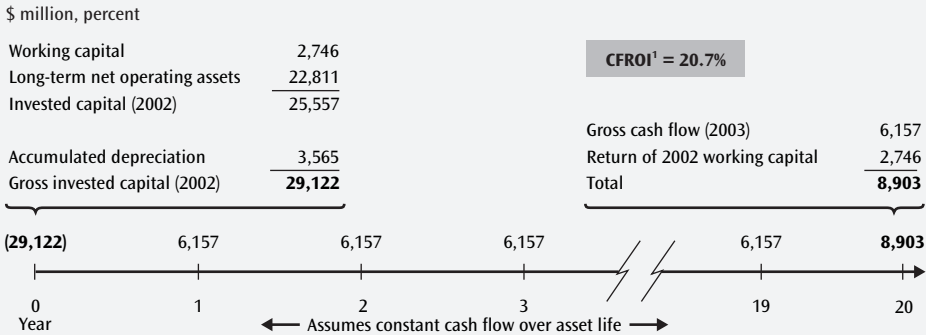 $ million, percent
Working capital 2,746
Long-term net operating assets 22,811
Invested capital (2002) 25,557
Accumulated depreciation 3,565
Gross invested capital (2002) 29,122
CFROI¹ = 20.7%
Gross cash flow (2003) 6,157
Return of 2002 working capital 2,746
Total 8,903
(29,122) 6,157 6,157 6,157 6,157 8,903
0 1 2 3 19 20
Year Assumes constant cash flow over asset life